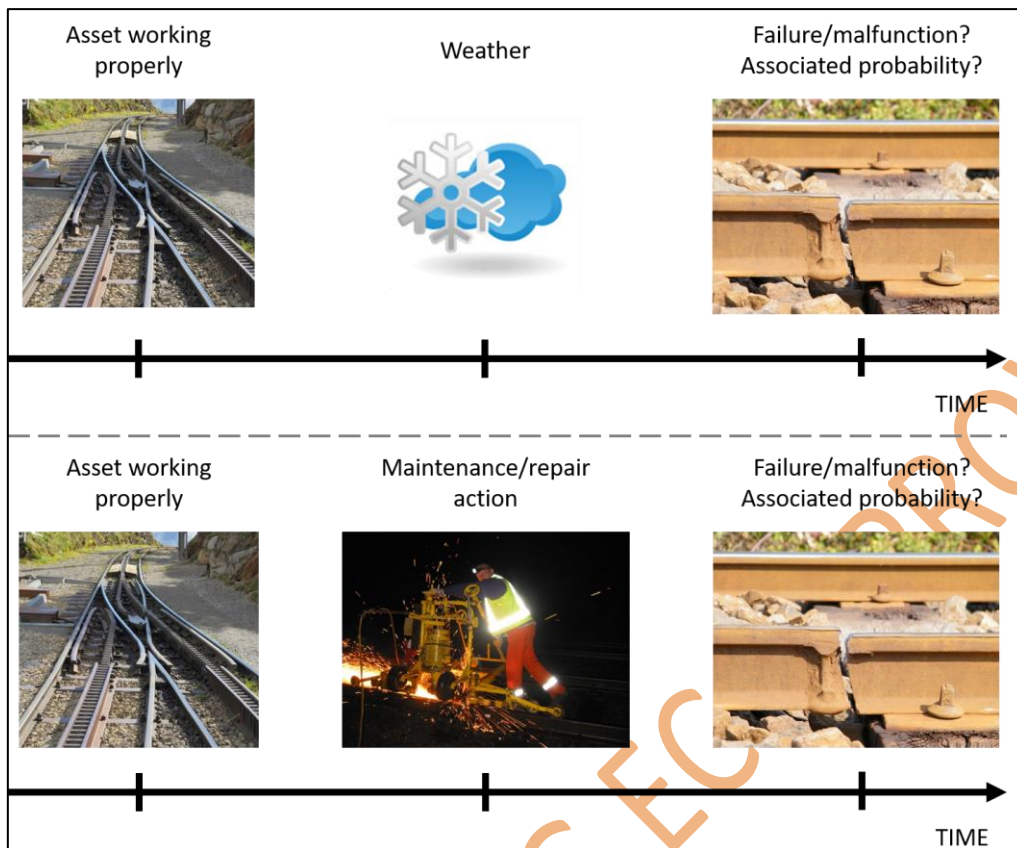 Asset working
properly
Weather
Failure/malfunction?
Associated probability?
TIME
Asset working
properly
Maintenance/repair
action
Failure/malfunction?
Associated probability?
TIME
EC